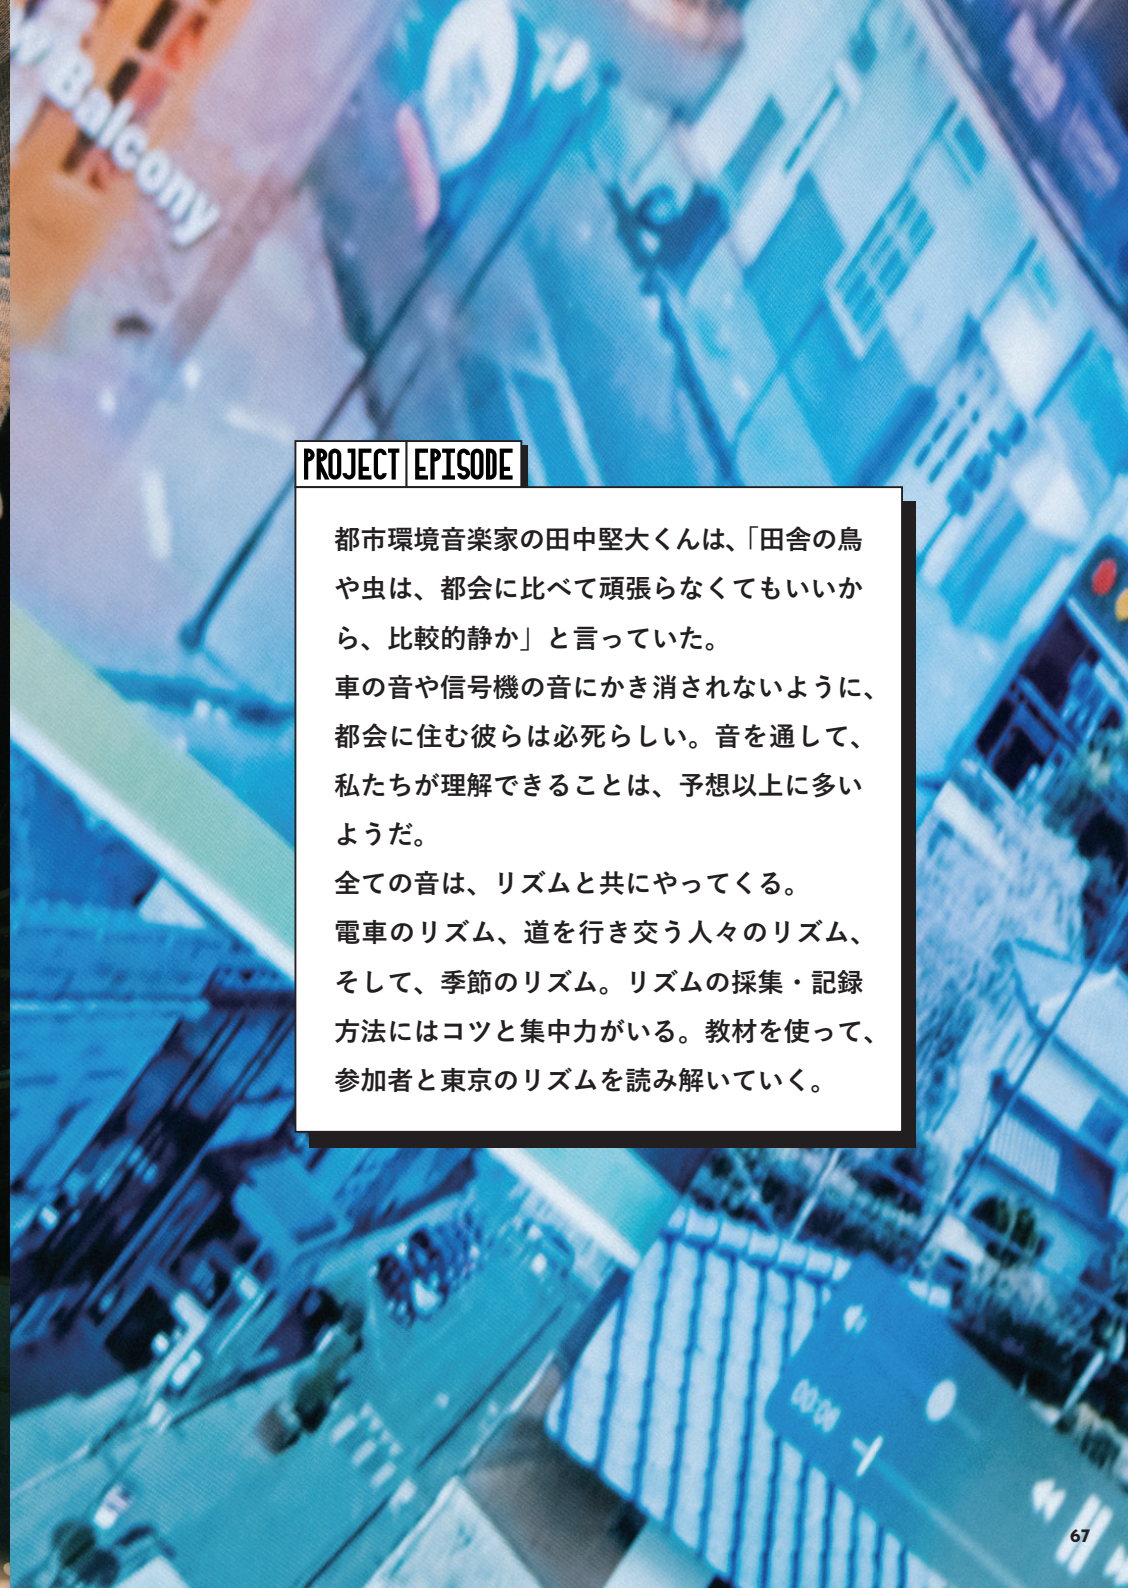 w Balcony
PROJECT EPISODE
都市環境音楽家の田中堅大くんは、「田舎の鳥
や虫は、都会に比べて頑張らなくてもいいか
ら、比較的静か」と言っていた。
車の音や信号機の音にかき消されないように、
都会に住む彼らは必死らしい。音を通して、
私たちが理解できることは、予想以上に多い
ようだ。
全ての音は、リズムと共にやってくる。
電車のリズム、道を行き交う人々のリズム、
そして、季節のリズム。リズムの採集・記録
方法にはコツと集中力がいる。教材を使って、
参加者と東京のリズムを読み解いていく。
00:08
67